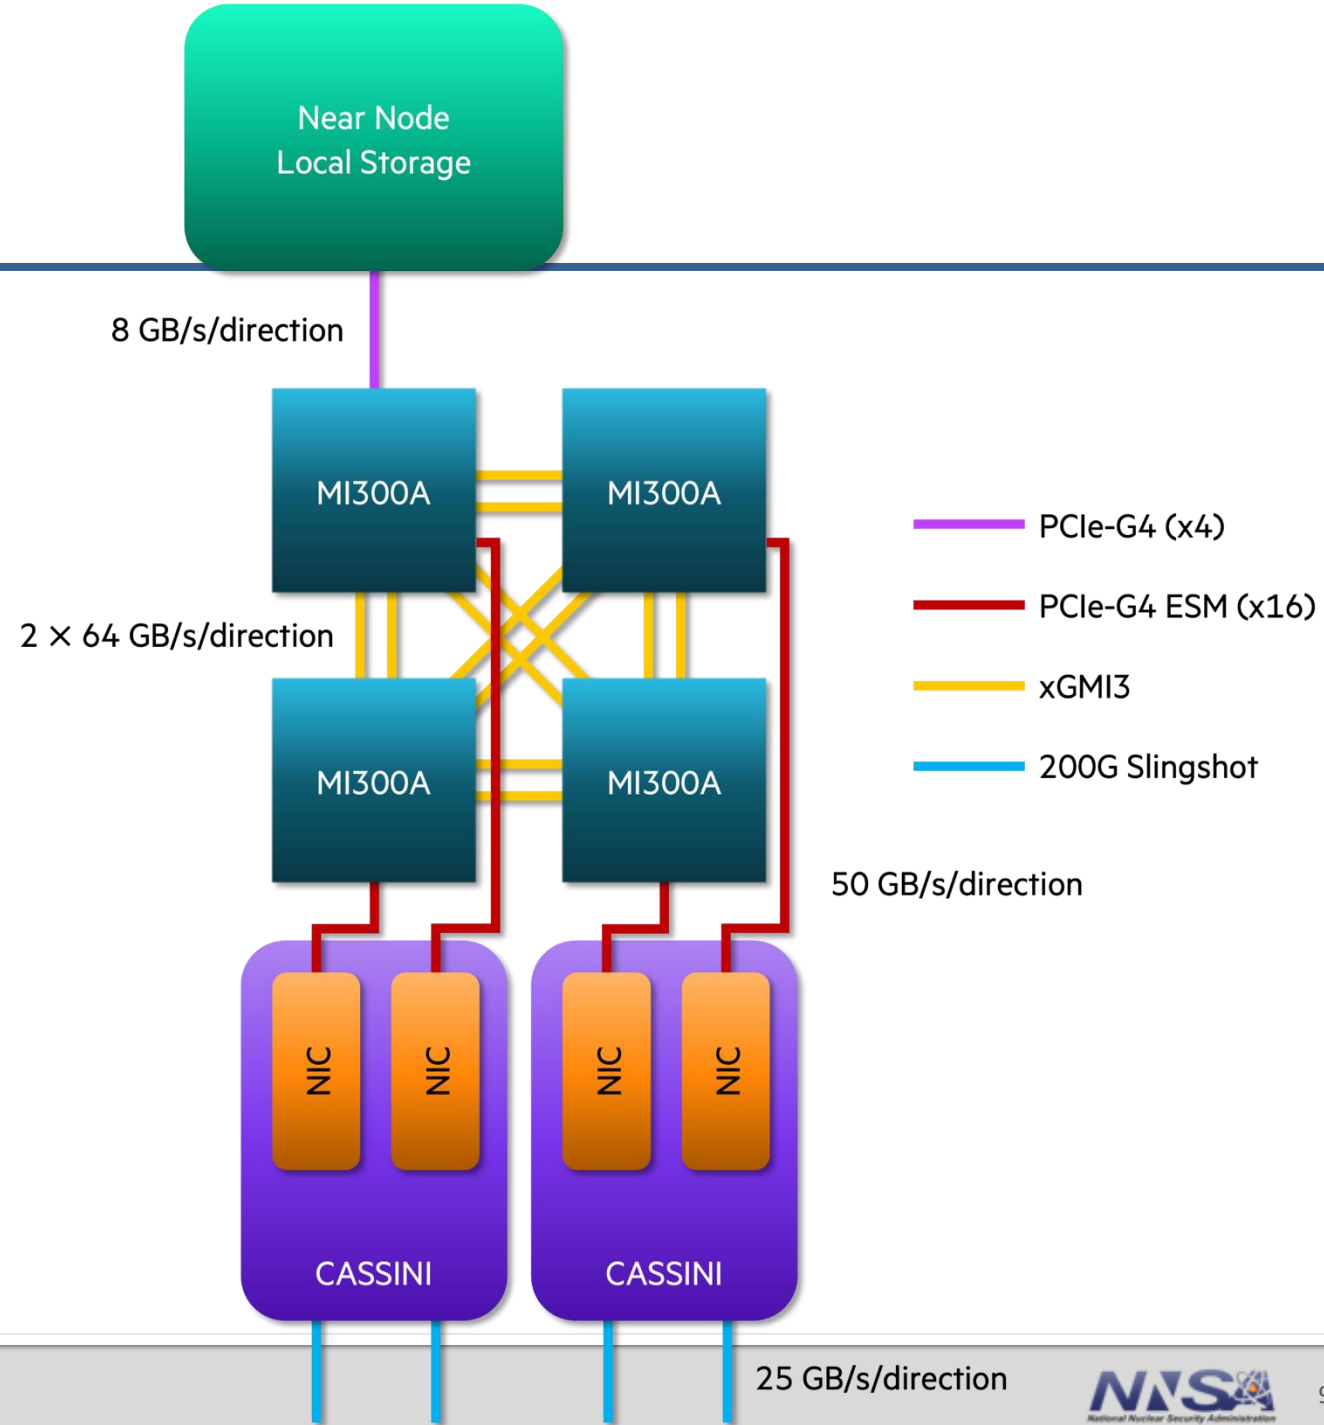 Near Node
Local Storage
8 GB/s/direction
MI300A
MI300A
PCIe-G4 (x4)
PCIe-G4 ESM (x16)
2 × 64 GB/s/direction
xGMI3
200G Slingshot
MI300A
MI300A
50 GB/s/direction
NIC
NIC
NIC
NIC
CASSINI
CASSINI
25 GB/s/direction
NNSA
National Nuclear Security Administration